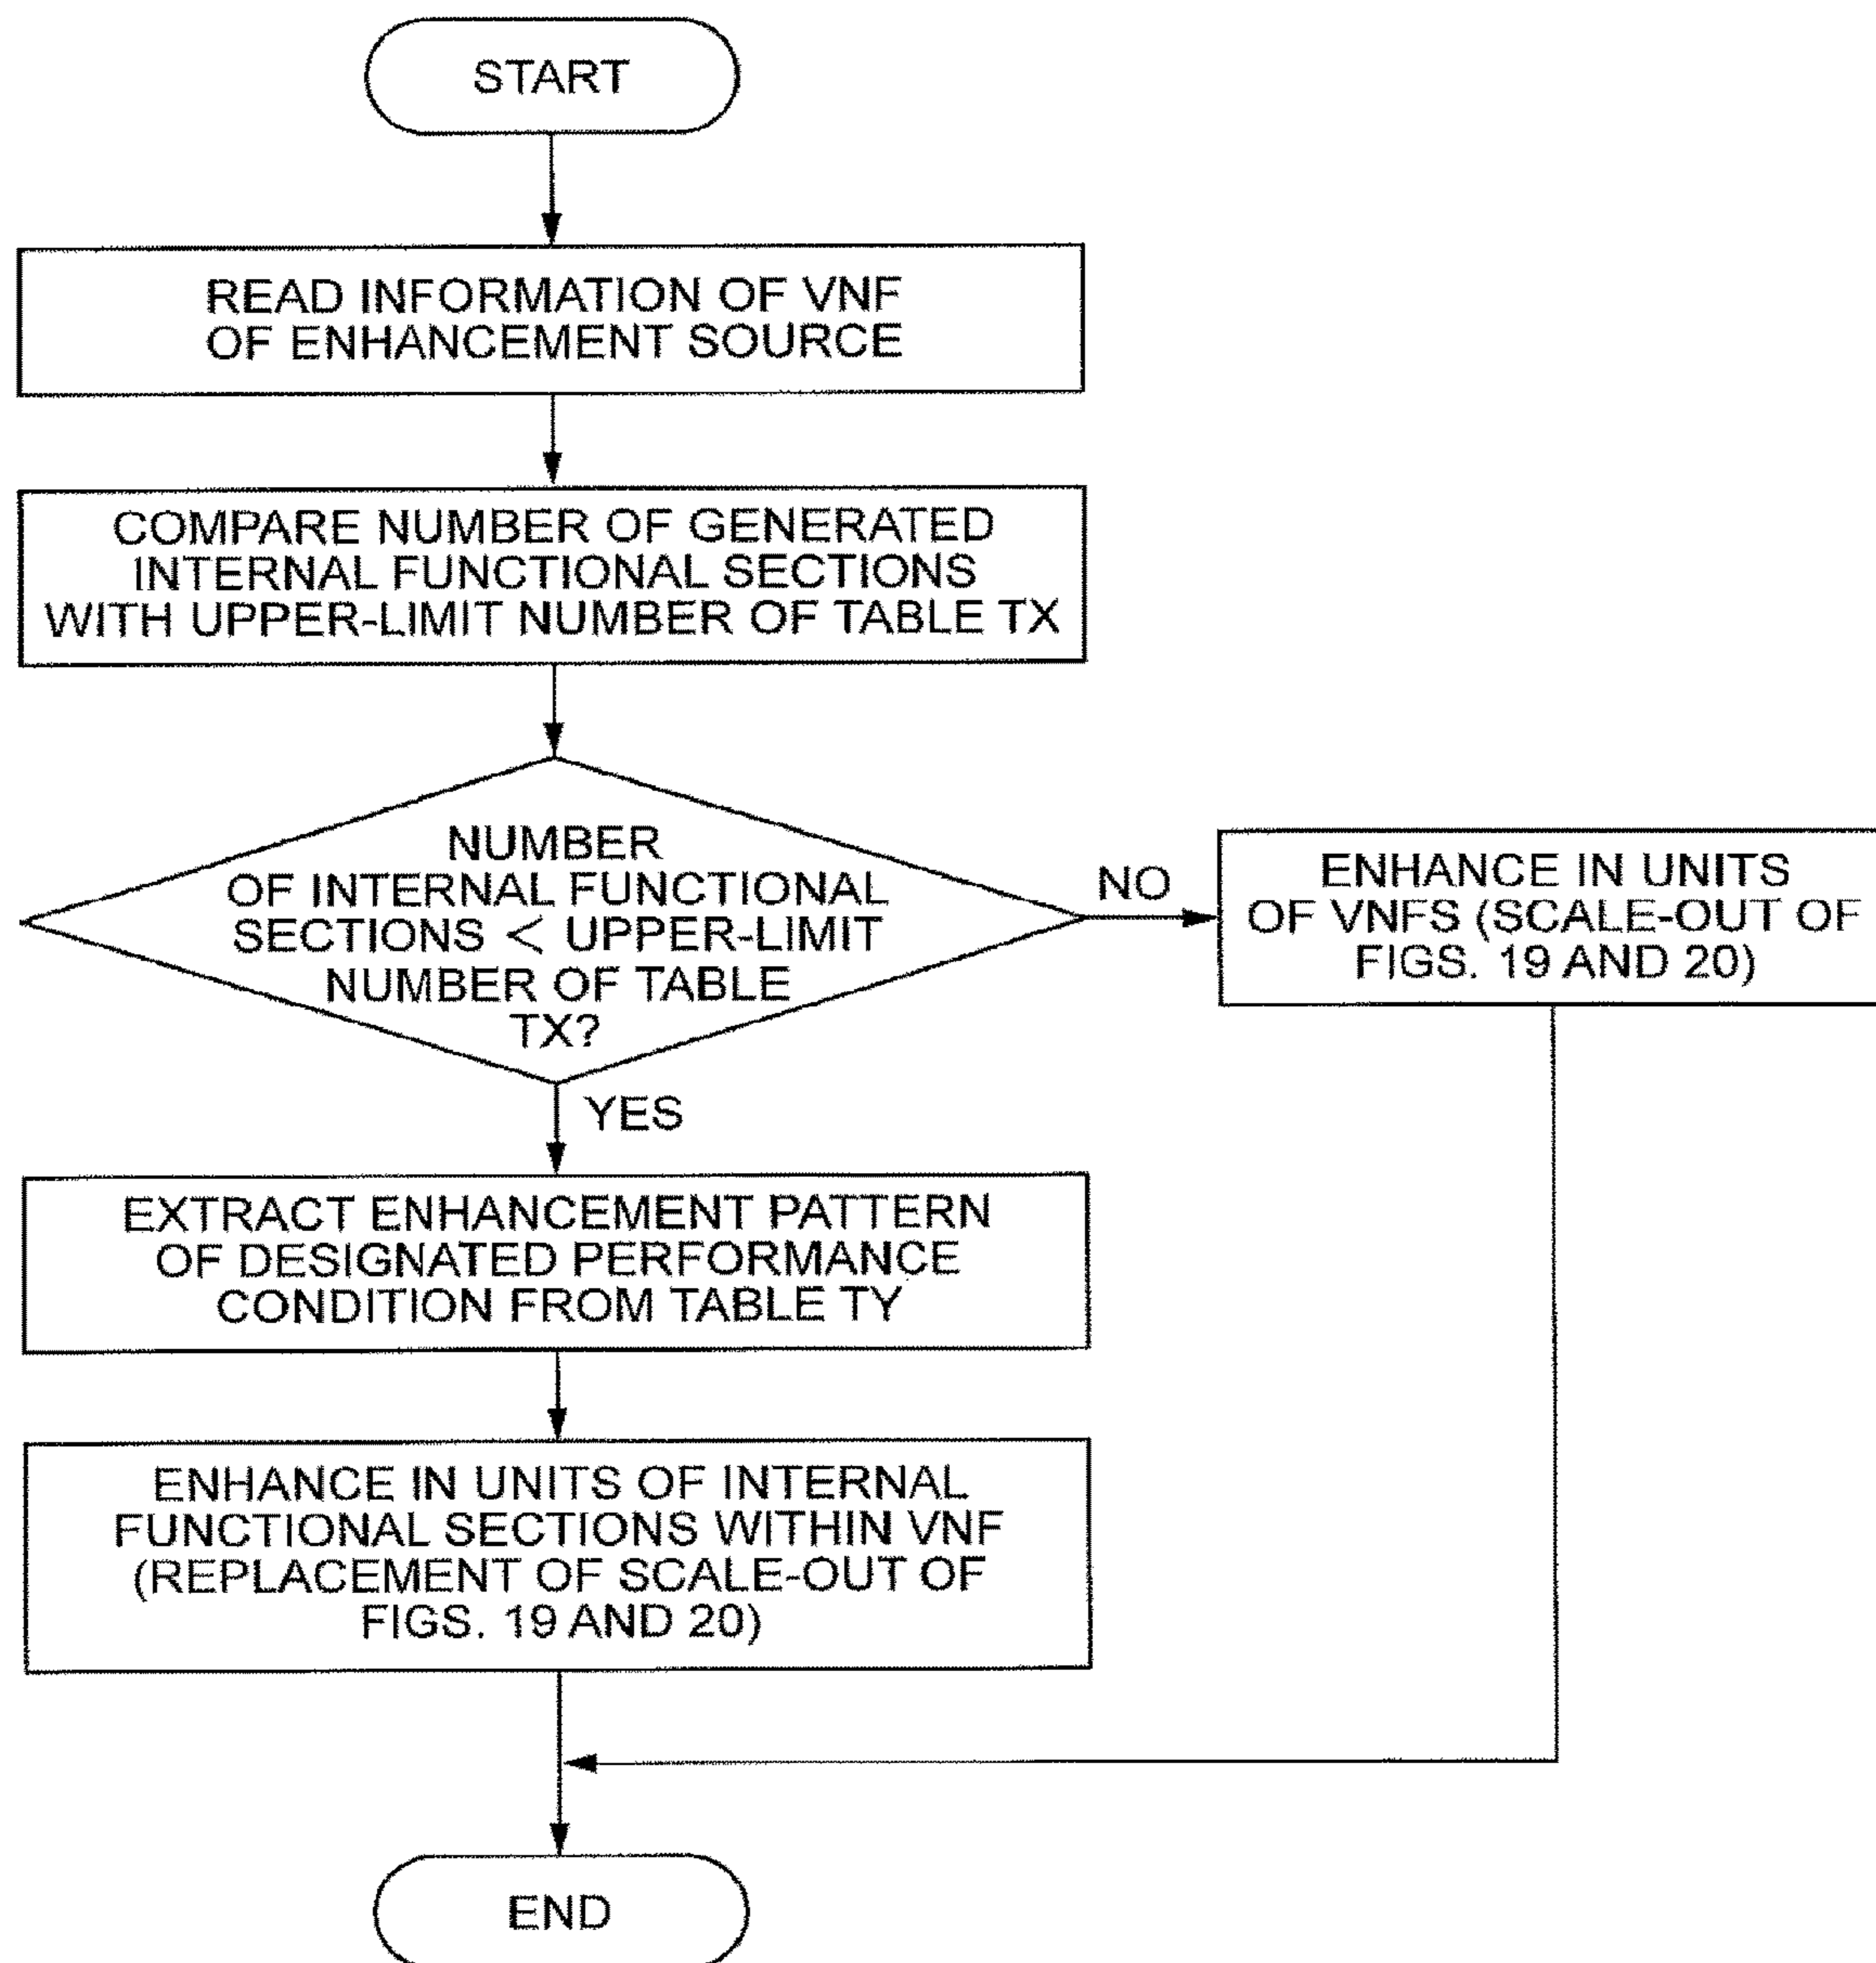 START
READ INFORMATION OF VNF
OF ENHANCEMENT SOURCE
COMPARE NUMBER OF GENERATED
INTERNAL FUNCTIONAL SECTIONS
WITH UPPER-LIMIT NUMBER OF TABLE TX
NUMBER
OF INTERNAL FUNCTIONAL
SECTIONS < UPPER-LIMIT
NUMBER OF TABLE
TX?
NO
ENHANCE IN UNITS
OF VNFS (SCALE-OUT OF
FIGS. 19 AND 20)
YES
EXTRACT ENHANCEMENT PATTERN
OF DESIGNATED PERFORMANCE
CONDITION FROM TABLE TY
ENHANCE IN UNITS OF INTERNAL
FUNCTIONAL SECTIONS WITHIN VNF
(REPLACEMENT OF SCALE-OUT OF
FIGS. 19 AND 20)
END